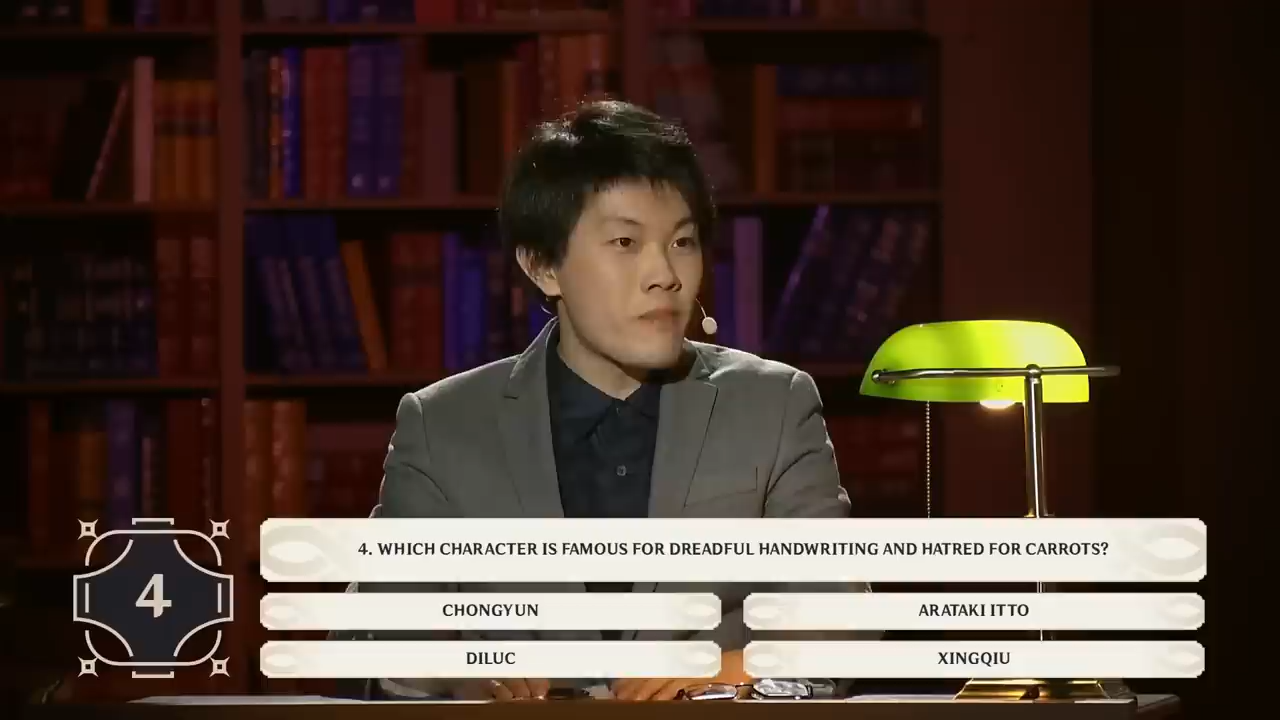 4
4. WHICH CHARACTER IS FAMOUS FOR DREADFUL HANDWRITING AND HATRED FOR CARROTS?
CHONGYUN
ARATAKI ITTO
DILUC
XINGQIU